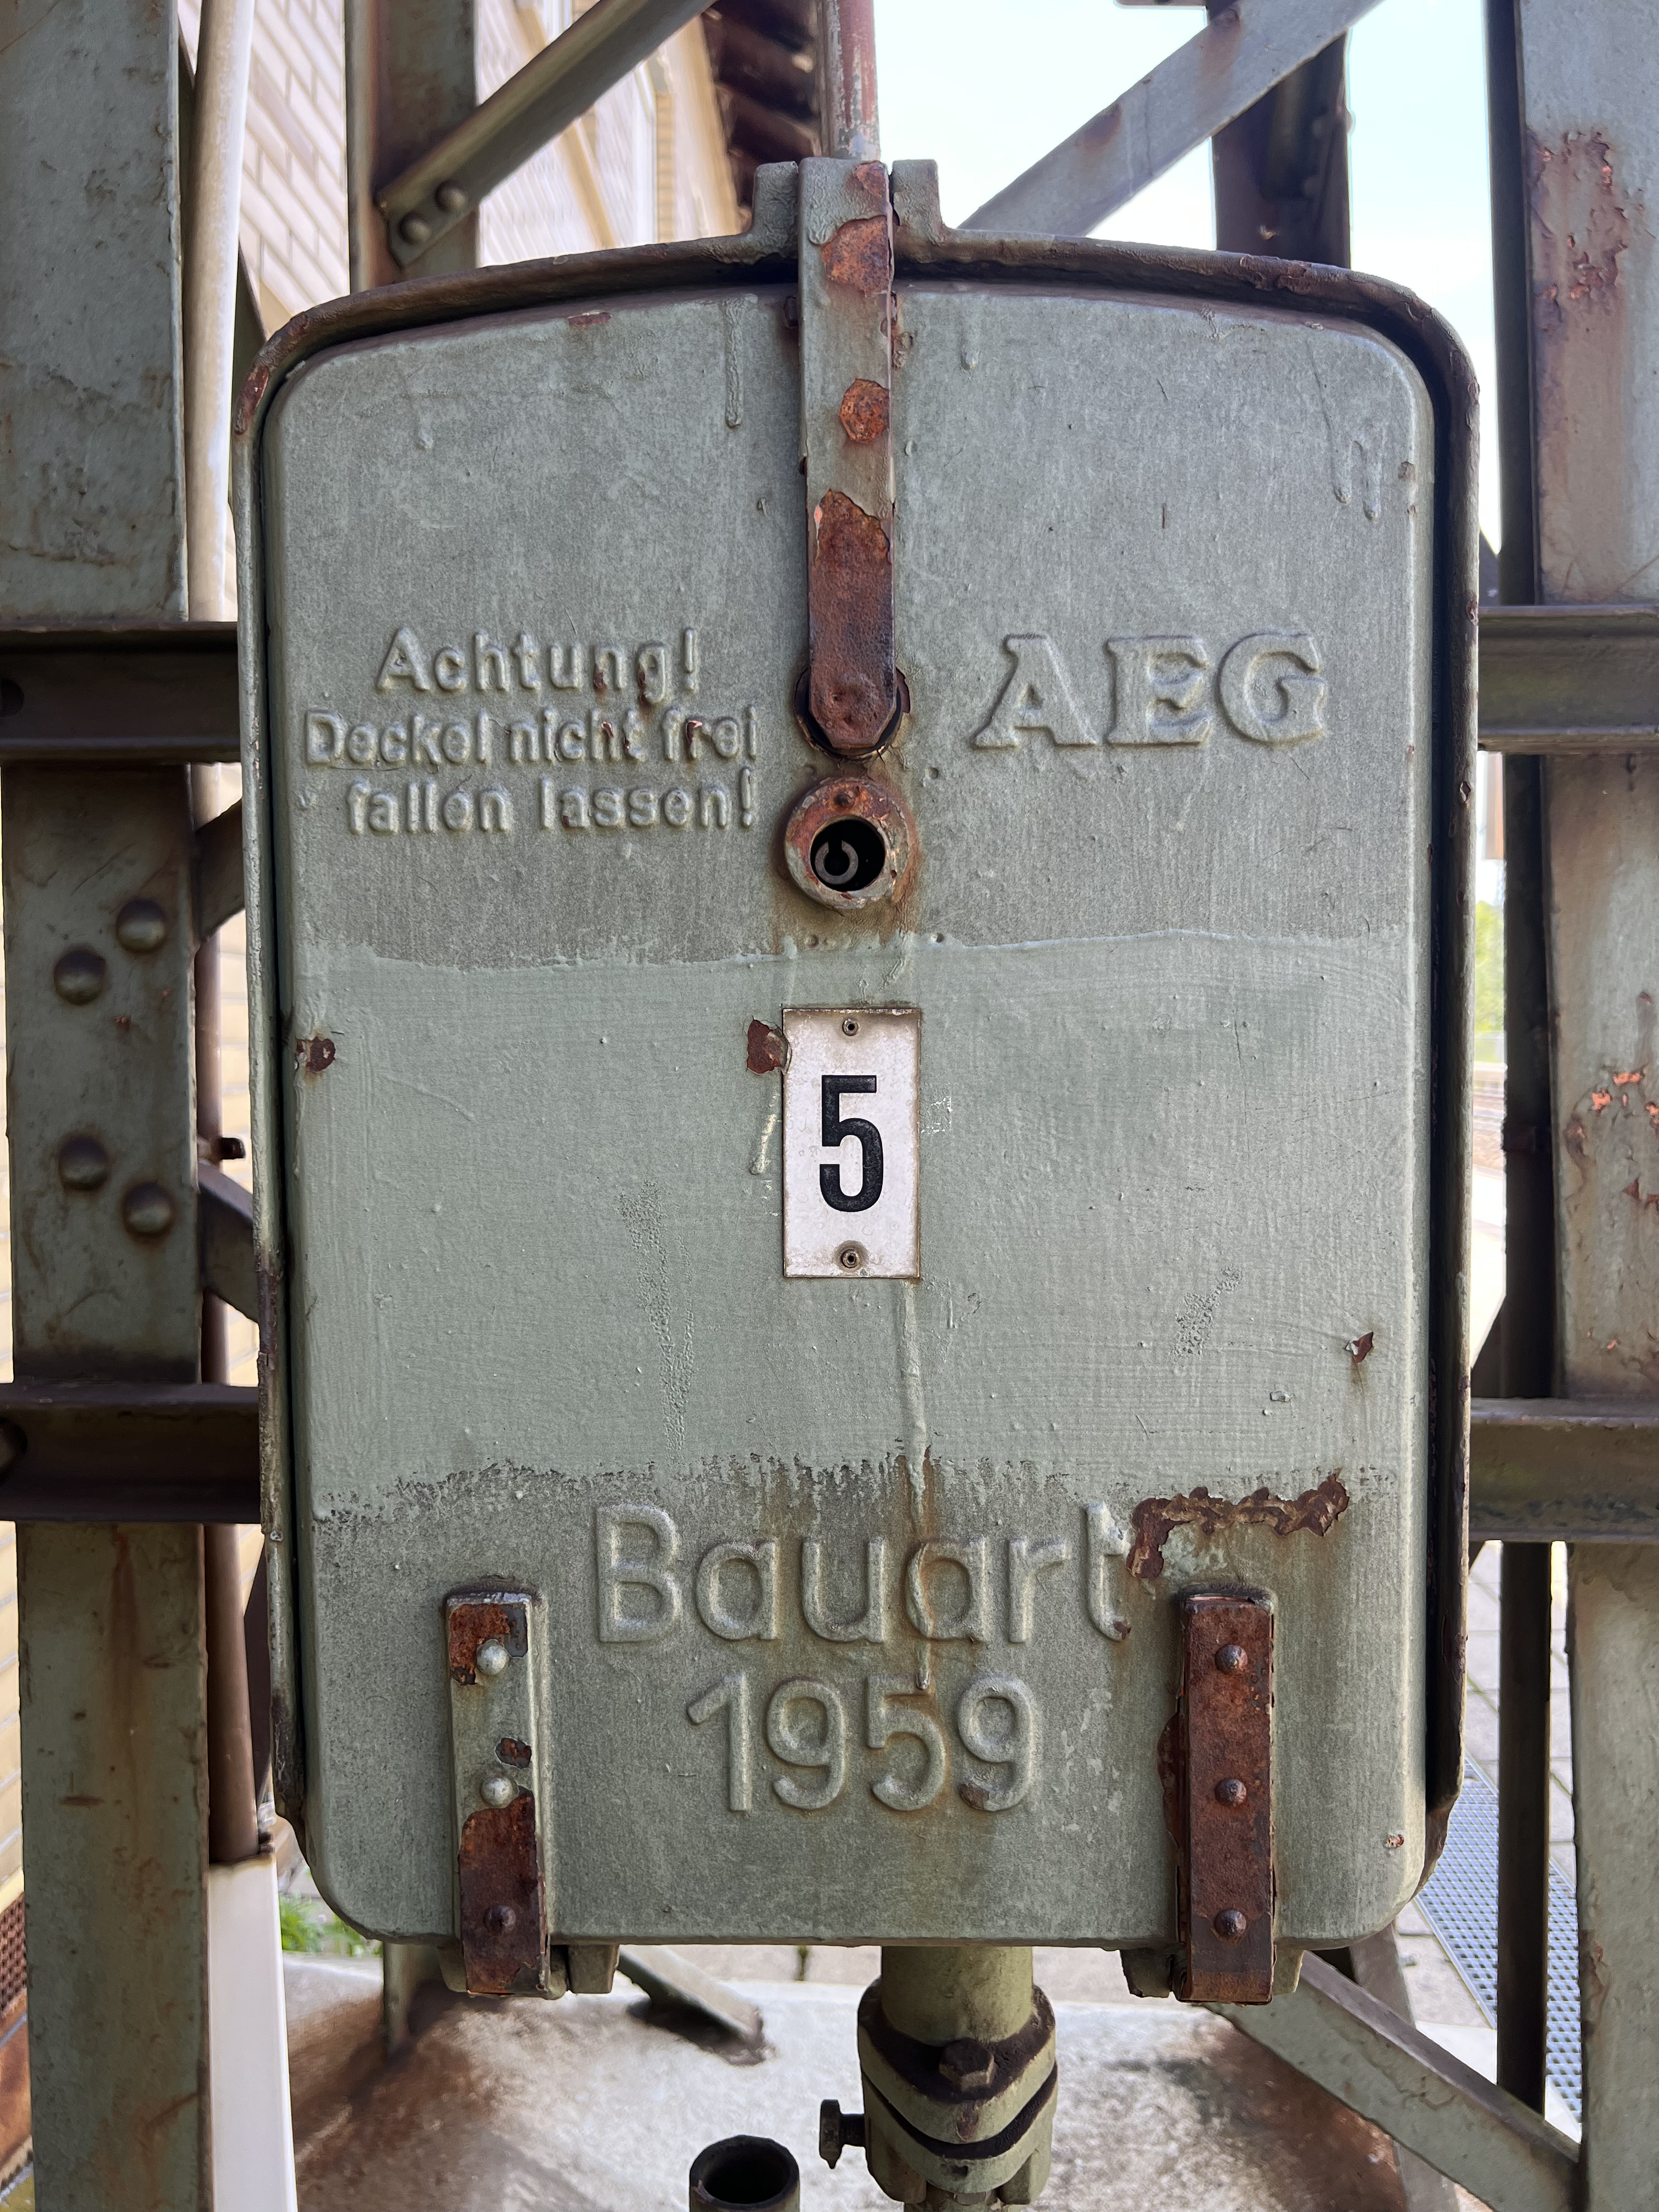 Achtung!
Deckel nicht frei
fallen lassen!
AEG
5
Bauart
1959